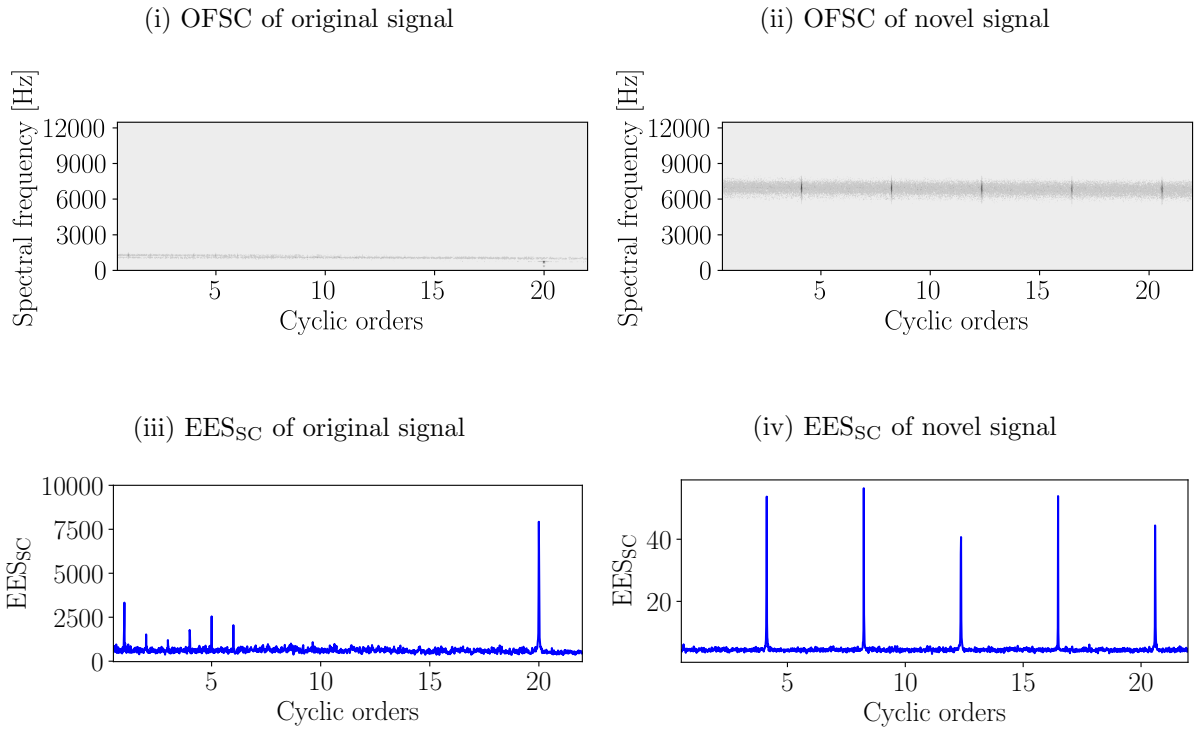 (i) OFSC of original signal
(ii) OFSC of novel signal
Spectral frequency [Hz]
12000
9000
6000
3000
0
5 10 15 20
Cyclic orders
Spectral frequency [Hz]
12000
9000
6000
3000
0
5 10 15 20
Cyclic orders
(iii) EES_SC of original signal
(iv) EES_SC of novel signal
EES_SC
10000
7500
5000
2500
0
5 10 15 20
Cyclic orders
EES_SC
40
20
5 10 15 20
Cyclic orders